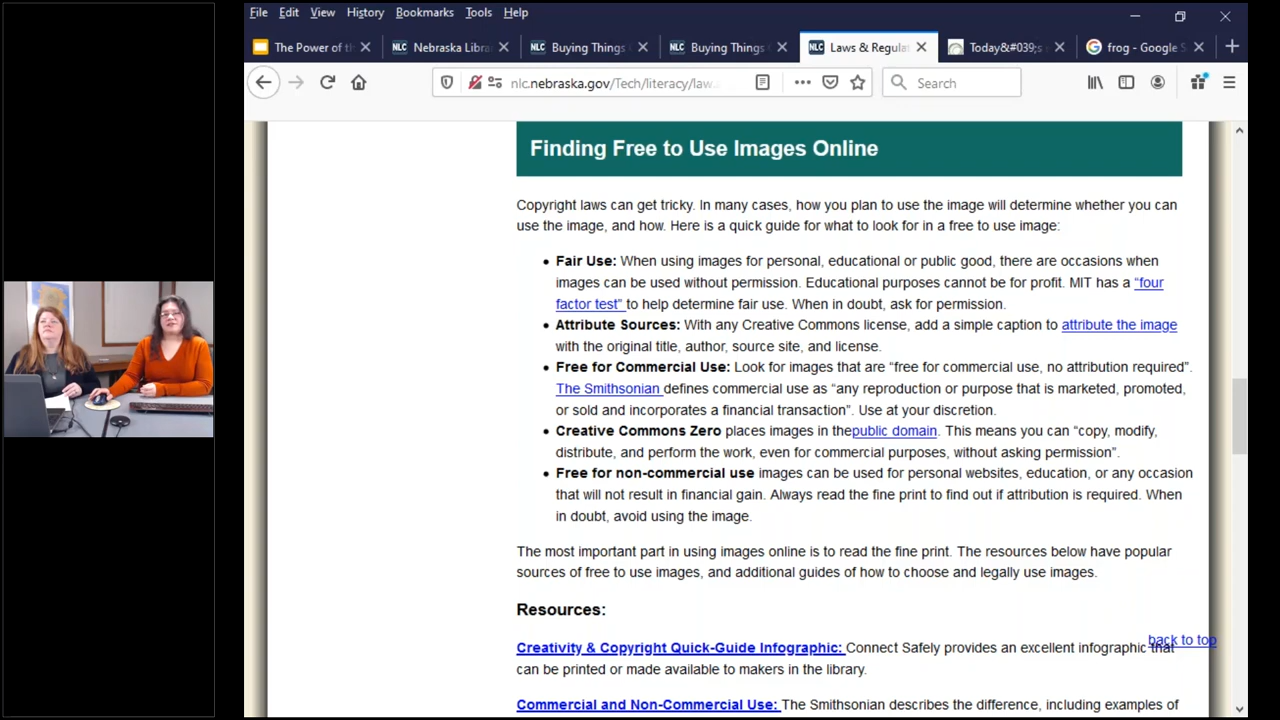 File Edit View History Bookmarks Tools Help
The Power of t
NLC Nebraska Libra
NLC Buying Things
NLC Buying Things
NLC Laws & Regula
Today&#039;s
frog - Google S
nlc.nebraska.gov/Tech/literacy/law.
Search
Finding Free to Use Images Online
Copyright laws can get tricky. In many cases, how you plan to use the image will determine whether you can
use the image, and how. Here is a quick guide for what to look for in a free to use image:
• Fair Use: When using images for personal, educational or public good, there are occasions when
images can be used without permission. Educational purposes cannot be for profit. MIT has a “four
factor test” to help determine fair use. When in doubt, ask for permission.
• Attribute Sources: With any Creative Commons license, add a simple caption to attribute the image
with the original title, author, source site, and license.
• Free for Commercial Use: Look for images that are “free for commercial use, no attribution required”.
The Smithsonian defines commercial use as “any reproduction or purpose that is marketed, promoted,
or sold and incorporates a financial transaction”. Use at your discretion.
• Creative Commons Zero places images in thepublic domain. This means you can “copy, modify,
distribute, and perform the work, even for commercial purposes, without asking permission”.
• Free for non-commercial use images can be used for personal websites, education, or any occasion
that will not result in financial gain. Always read the fine print to find out if attribution is required. When
in doubt, avoid using the image.
The most important part in using images online is to read the fine print. The resources below have popular
sources of free to use images, and additional guides of how to choose and legally use images.
Resources:
back to top
Creativity & Copyright Quick-Guide Infographic: Connect Safely provides an excellent infographic that
can be printed or made available to makers in the library.
Commercial and Non-Commercial Use: The Smithsonian describes the difference, including examples of